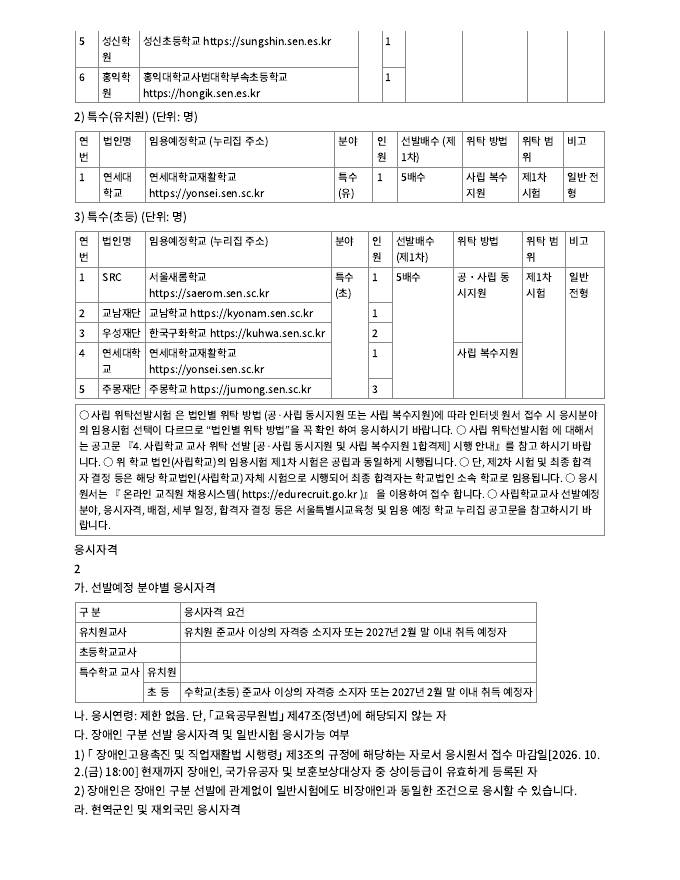 5 성신학원 성신초등학교 https://sungshin.sen.es.kr 1
6 홍익학원 홍익대학교사범대학부속초등학교 https://hongik.sen.es.kr 1
2) 특수(유치원) (단위: 명)
연번 법인명 임용예정학교 (누리집 주소) 분야 인원 선발배수 (제1차) 위탁 방법 위탁 범위 비고
1 연세대학교 연세대학교재활학교 https://yonsei.sen.sc.kr 특수(유) 1 5배수 사립 복수지원 제1차 시험 일반 전형
3) 특수(초등) (단위: 명)
연번 법인명 임용예정학교 (누리집 주소) 분야 인원 선발배수 (제1차) 위탁 방법 위탁 범위 비고
1 SRC 서울새롬학교 https://saerom.sen.sc.kr 특수(초) 1 5배수 공·사립 동시지원 제1차 시험 일반 전형
2 교남재단 교남학교 https://kyonam.sen.sc.kr 1
3 우성재단 한국구화학교 https://kuhwa.sen.sc.kr 2
4 연세대학교 연세대학교재활학교 https://yonsei.sen.sc.kr 1 사립 복수지원
5 주몽재단 주몽학교 https://jumong.sen.sc.kr 3
○ 사립 위탁선발시험 은 법인별 위탁 방법 (공·사립 동시지원 또는 사립 복수지원)에 따라 인터넷 원서 접수 시 응시분야
의 임용시험 선택이 다르므로 "법인별 위탁 방법"을 꼭 확인 하여 응시하시기 바랍니다. ○ 사립 위탁선발시험 에 대해서
는 공고문 『4. 사립학교 교사 위탁 선발 [공·사립 동시지원 및 사립 복수지원 1합격제] 시행 안내』를 참고 하시기 바랍
니다. ○ 위 학교 법인(사립학교)의 임용시험 제1차 시험은 공립과 동일하게 시행됩니다. ○ 단, 제2차 시험 및 최종 합격
자 결정 등은 해당 학교법인(사립학교) 자체 시험으로 시행되어 최종 합격자는 학교법인 소속 학교로 임용됩니다. ○ 응시
원서는 『 온라인 교직원 채용시스템( https://edurecruit.go.kr )』 을 이용하여 접수 합니다. ○ 사립학교교사 선발예정
분야, 응시자격, 배점, 세부 일정, 합격자 결정 등은 서울특별시교육청 및 임용 예정 학교 누리집 공고문을 참고하시기 바
랍니다.
응시자격
2
가. 선발예정 분야별 응시자격
구 분 응시자격 요건
유치원교사 유치원 준교사 이상의 자격증 소지자 또는 2027년 2월 말 이내 취득 예정자
초등학교교사
특수학교 교사 유치원
초 등 수학교(초등) 준교사 이상의 자격증 소지자 또는 2027년 2월 말 이내 취득 예정자
나. 응시연령: 제한 없음. 단, ｢교육공무원법｣ 제47조(정년)에 해당되지 않는 자
다. 장애인 구분 선발 응시자격 및 일반시험 응시가능 여부
1) ｢ 장애인고용촉진 및 직업재활법 시행령｣ 제3조의 규정에 해당하는 자로서 응시원서 접수 마감일[2026. 10.
2.(금) 18:00] 현재까지 장애인, 국가유공자 및 보훈보상대상자 중 상이등급이 유효하게 등록된 자
2) 장애인은 장애인 구분 선발에 관계없이 일반시험에도 비장애인과 동일한 조건으로 응시할 수 있습니다.
라. 현역군인 및 재외국민 응시자격